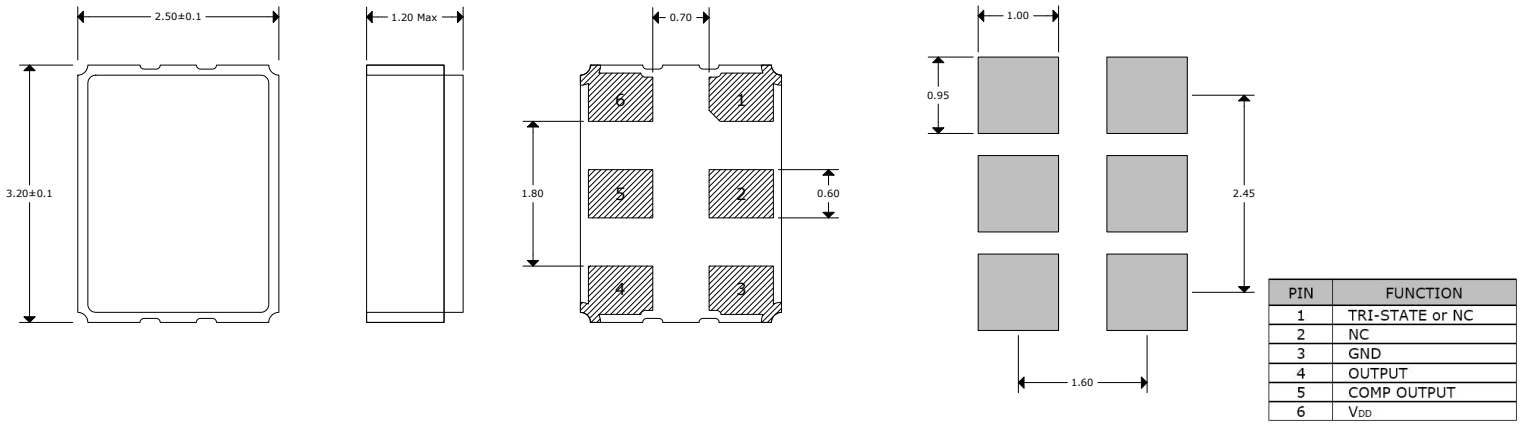 2.50±0.1
3.20±0.1
1.20 Max
0.70
6
1
5
2
4
3
1.80
0.60
1.00
0.95
2.45
1.60
PIN FUNCTION
1 TRI-STATE or NC
2 NC
3 GND
4 OUTPUT
5 COMP OUTPUT
6 VDD